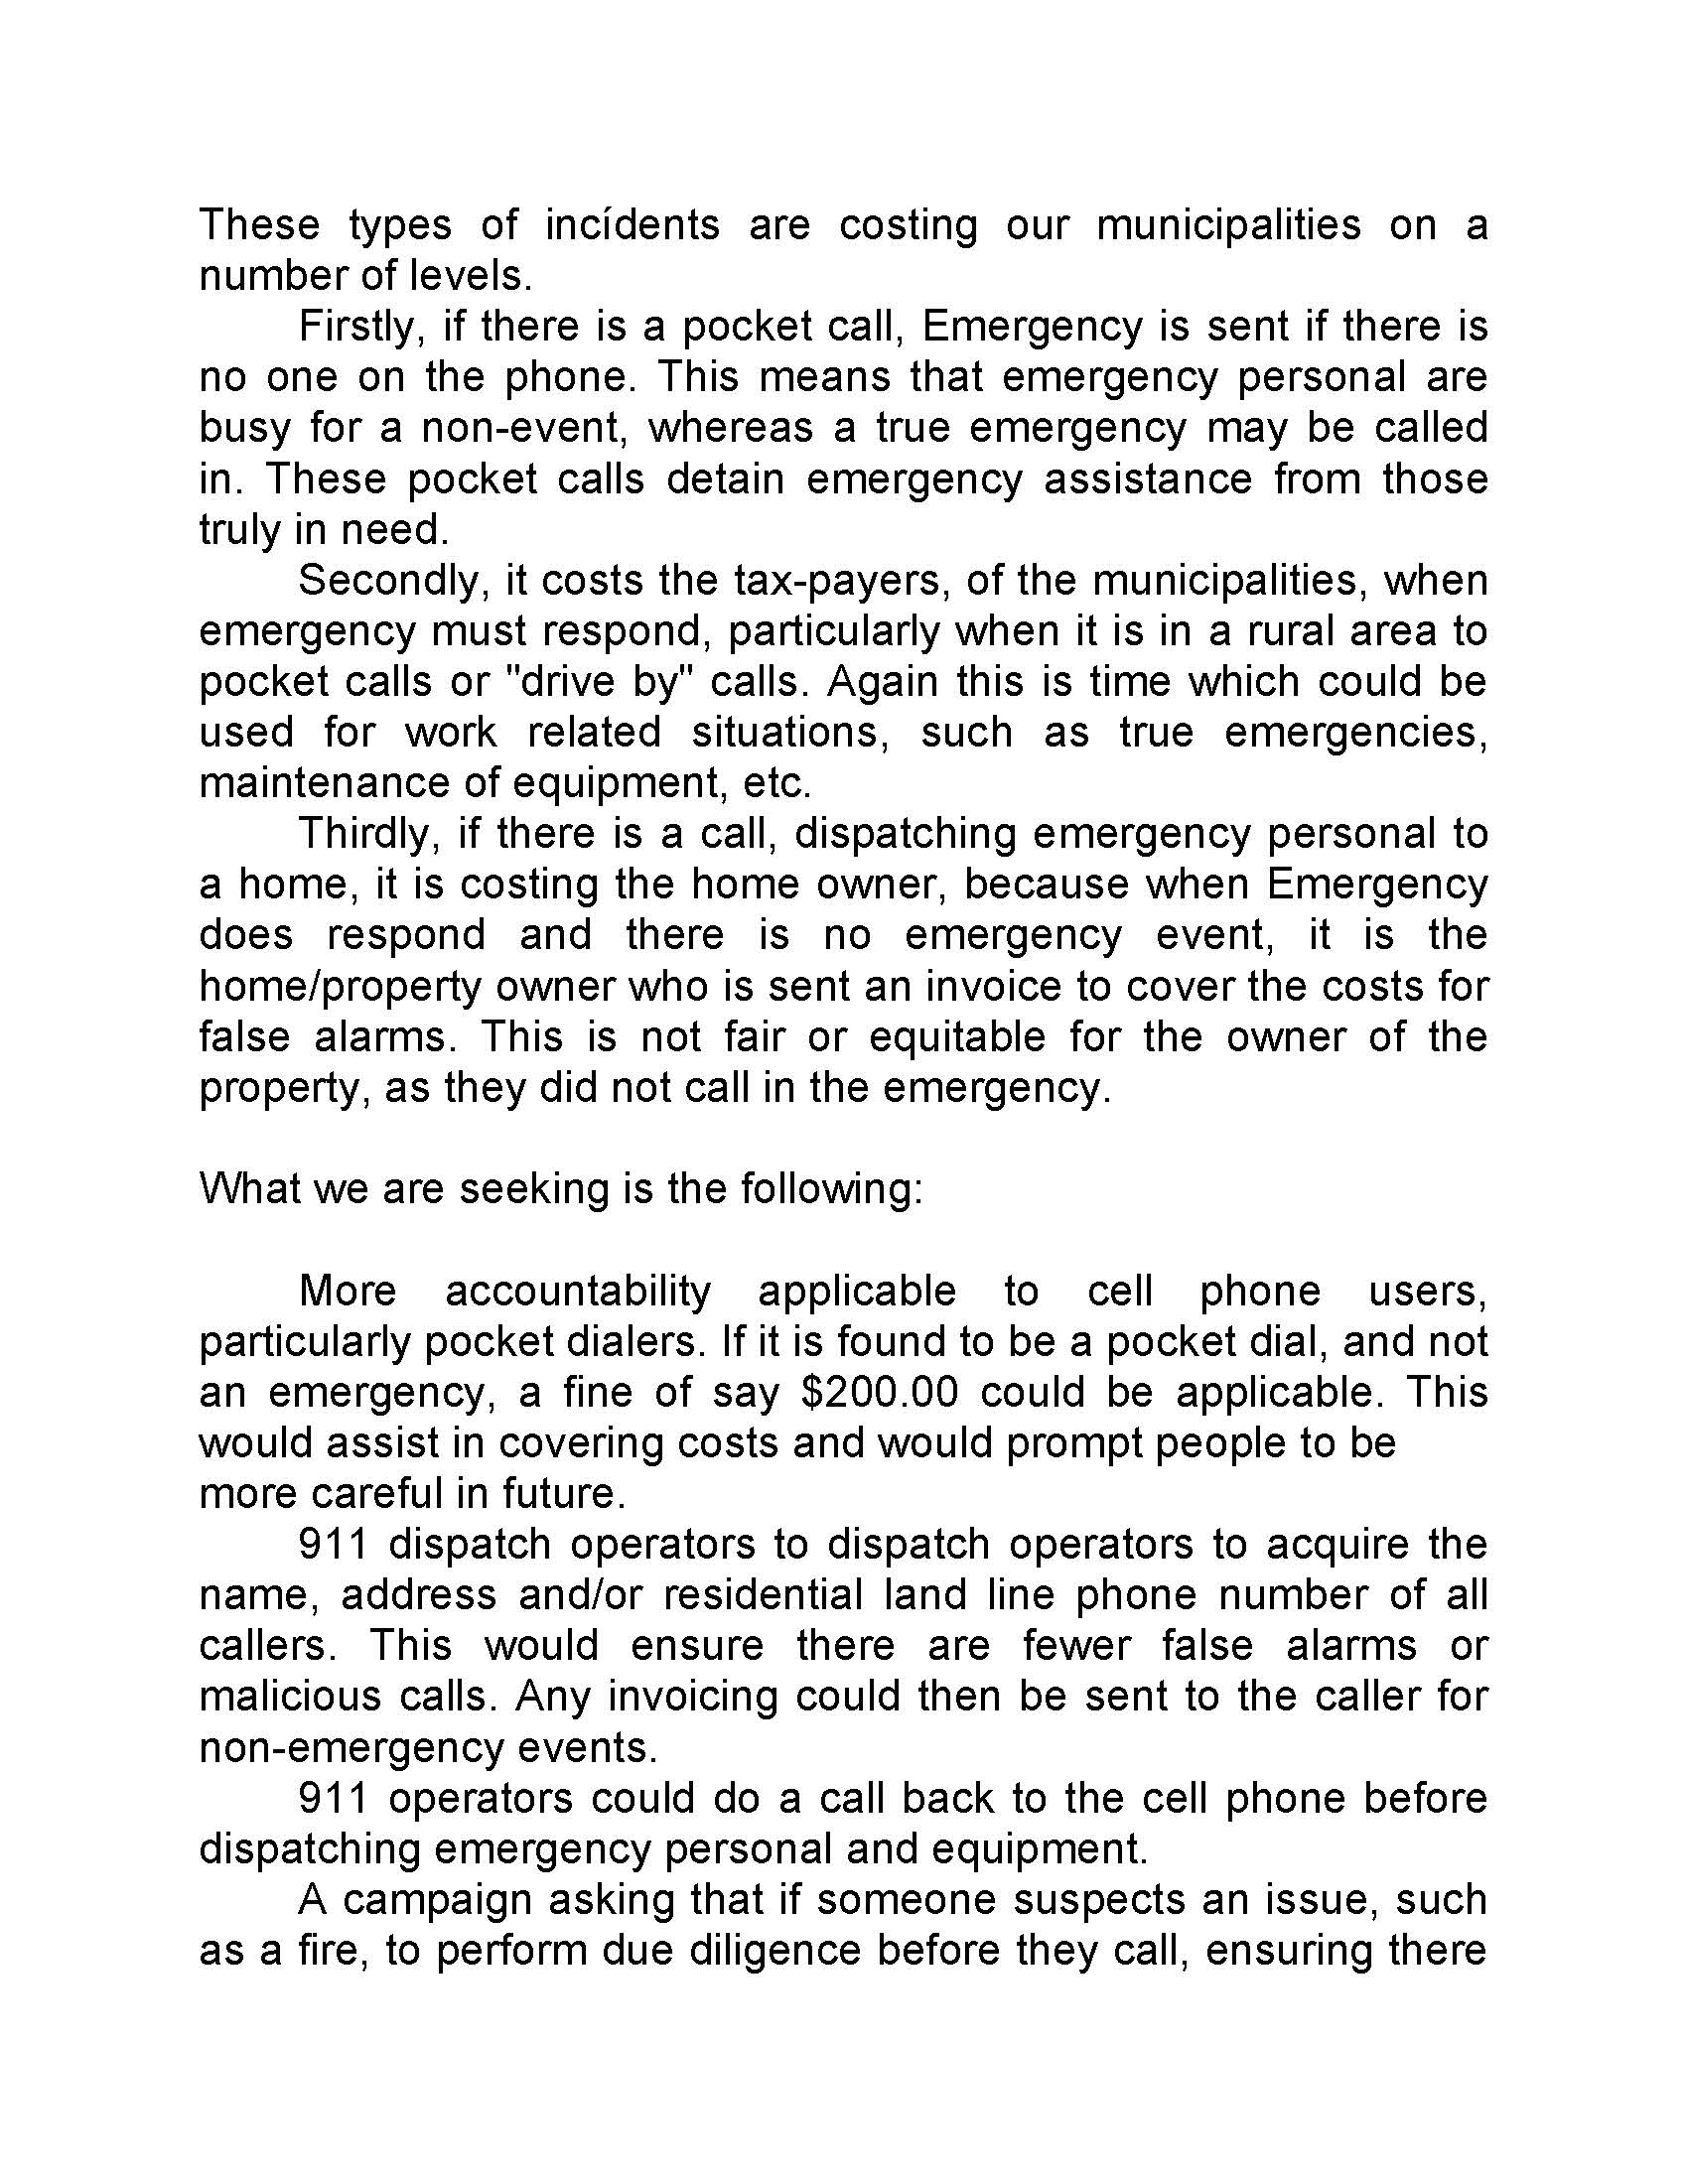 These types of incídents are costing our municipalities on a
number of levels.
Firstly, if there is a pocket call, Emergency is sent if there is
no one on the phone. This means that emergency personal are
busy for a non-event, whereas a true emergency may be called
in. These pocket calls detain emergency assistance from those
truly in need.
Secondly, it costs the tax-payers, of the municipalities, when
emergency must respond, particularly when it is in a rural area to
pocket calls or "drive by" calls. Again this is time which could be
used for work related situations, such as true emergencies,
maintenance of equipment, etc.
Thirdly, if there is a call, dispatching emergency personal to
a home, it is costing the home owner, because when Emergency
does respond and there is no emergency event, it is the
home/property owner who is sent an invoice to cover the costs for
false alarms. This is not fair or equitable for the owner of the
property, as they did not call in the emergency.
What we are seeking is the following:
More accountability applicable to cell phone users,
particularly pocket dialers. If it is found to be a pocket dial, and not
an emergency, a fine of say $200.00 could be applicable. This
would assist in covering costs and would prompt people to be
more careful in future.
911 dispatch operators to dispatch operators to acquire the
name, address and/or residential land line phone number of all
callers. This would ensure there are fewer false alarms or
malicious calls. Any invoicing could then be sent to the caller for
non-emergency events.
911 operators could do a call back to the cell phone before
dispatching emergency personal and equipment.
A campaign asking that if someone suspects an issue, such
as a fire, to perform due diligence before they call, ensuring there